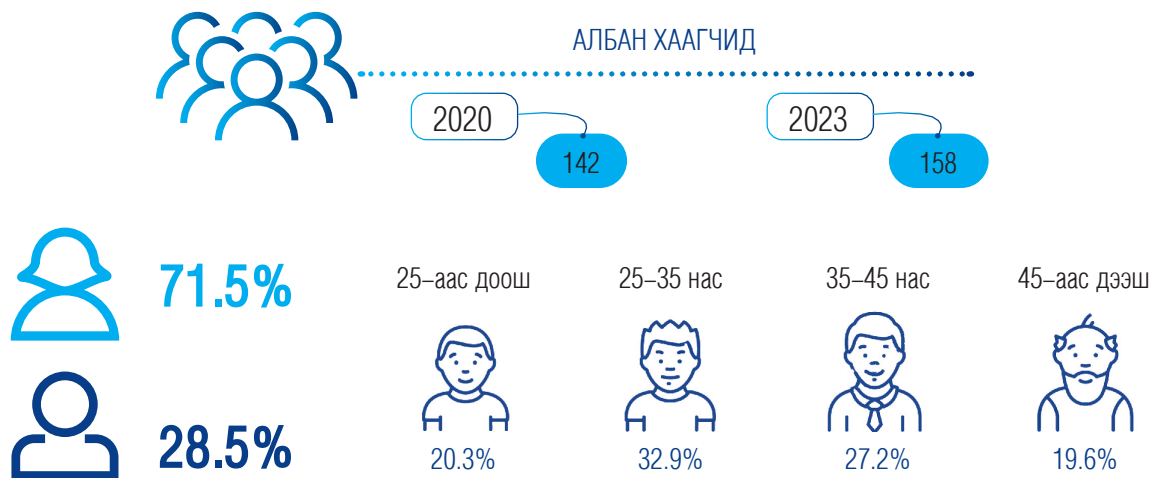 АЛБАН ХААГЧИД
2020
142
2023
158
71.5%
28.5%
25–аас доош
25–35 нас
35–45 нас
45–аас дээш
20.3%
32.9%
27.2%
19.6%